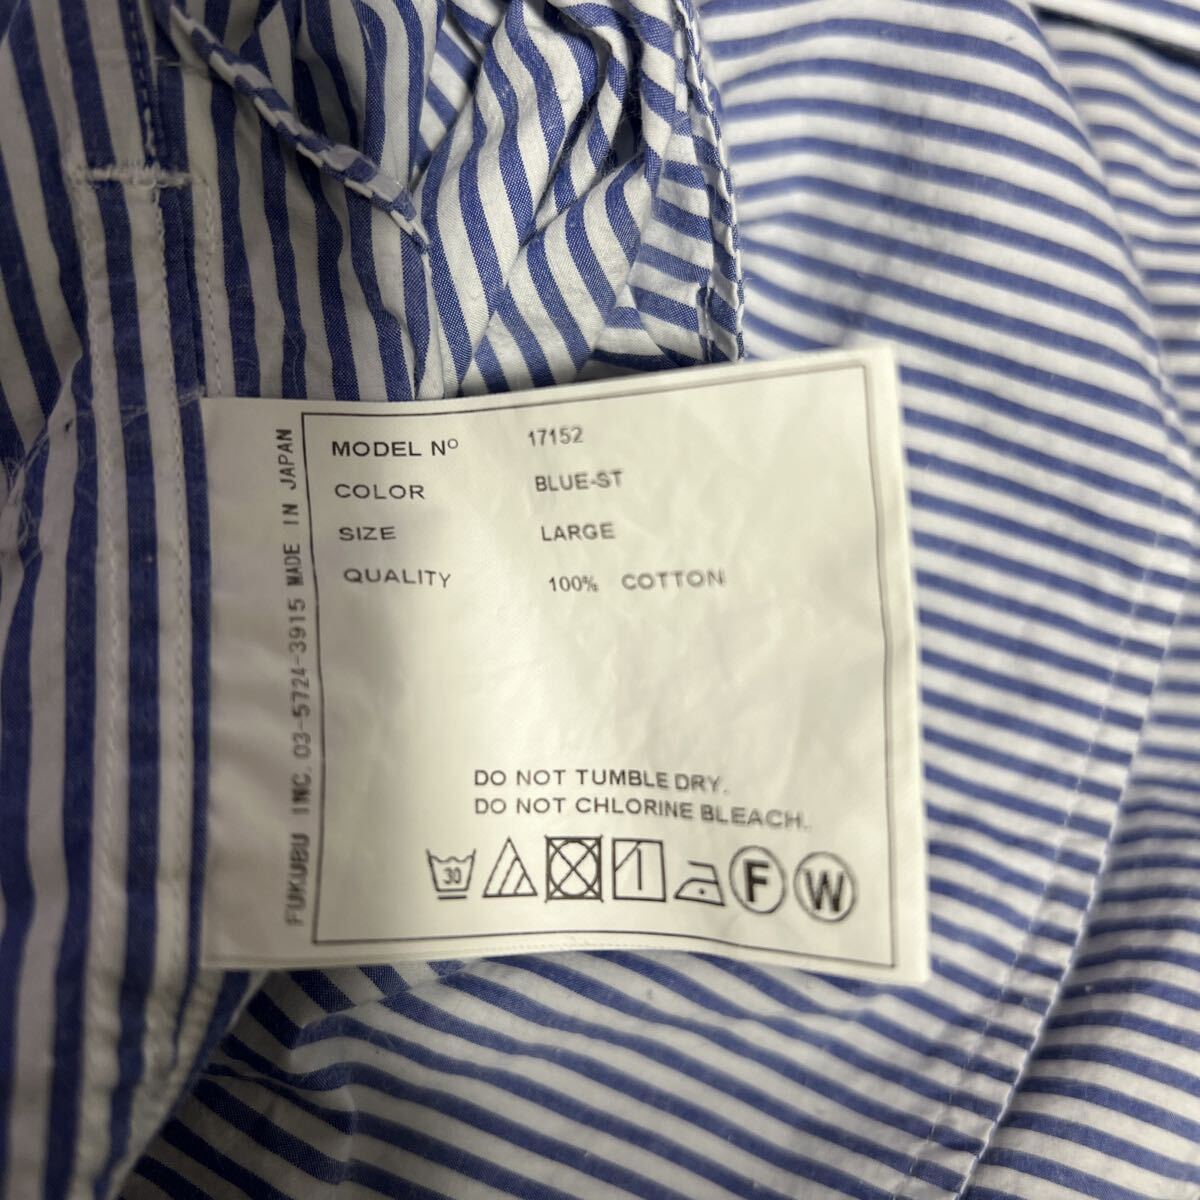 MODEL Nº 17152
COLOR BLUE-ST
SIZE LARGE
QUALITY 100% COTTON
DO NOT TUMBLE DRY.
DO NOT CHLORINE BLEACH.
30
F
W
FUKUBU INC. 03-5724-3915 MADE IN JAPAN